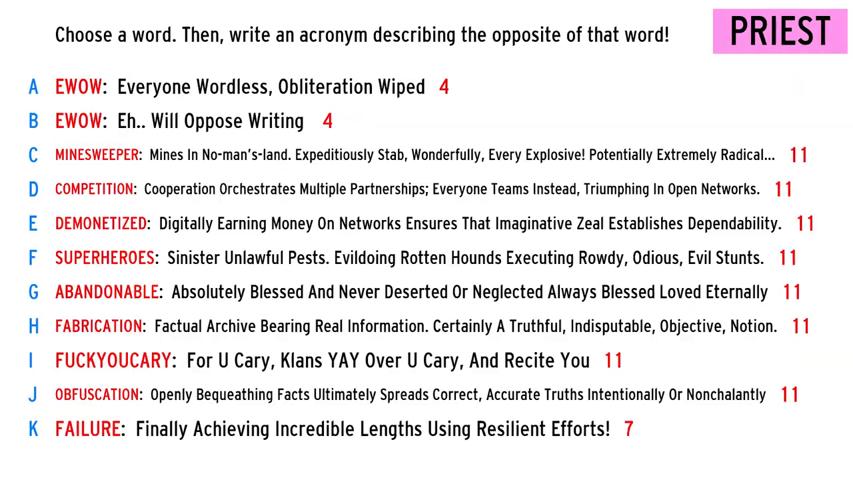 Choose a word. Then, write an acronym describing the opposite of that word!
PRIEST
A EWOW: Everyone Wordless, Obliteration Wiped 4
B EWOW: Eh.. Will Oppose Writing 4
C MINESWEEPER: Mines In No-man's-land. Expeditiously Stab, Wonderfully, Every Explosive! Potentially Extremely Radical... 11
D COMPETITION: Cooperation Orchestrates Multiple Partnerships; Everyone Teams Instead, Triumphing In Open Networks. 11
E DEMONETIZED: Digitally Earning Money On Networks Ensures That Imaginative Zeal Establishes Dependability. 11
F SUPERHEROES: Sinister Unlawful Pests. Evildoing Rotten Hounds Executing Rowdy, Odious, Evil Stunts. 11
G ABANDONABLE: Absolutely Blessed And Never Deserted Or Neglected Always Blessed Loved Eternally 11
H FABRICATION: Factual Archive Bearing Real Information. Certainly A Truthful, Indisputable, Objective, Notion. 11
I FUCKYOUCARY: For U Cary, Klans YAY Over U Cary, And Recite You 11
J OBFUSCATION: Openly Bequeathing Facts Ultimately Spreads Correct, Accurate Truths Intentionally Or Nonchalantly 11
K FAILURE: Finally Achieving Incredible Lengths Using Resilient Efforts! 7